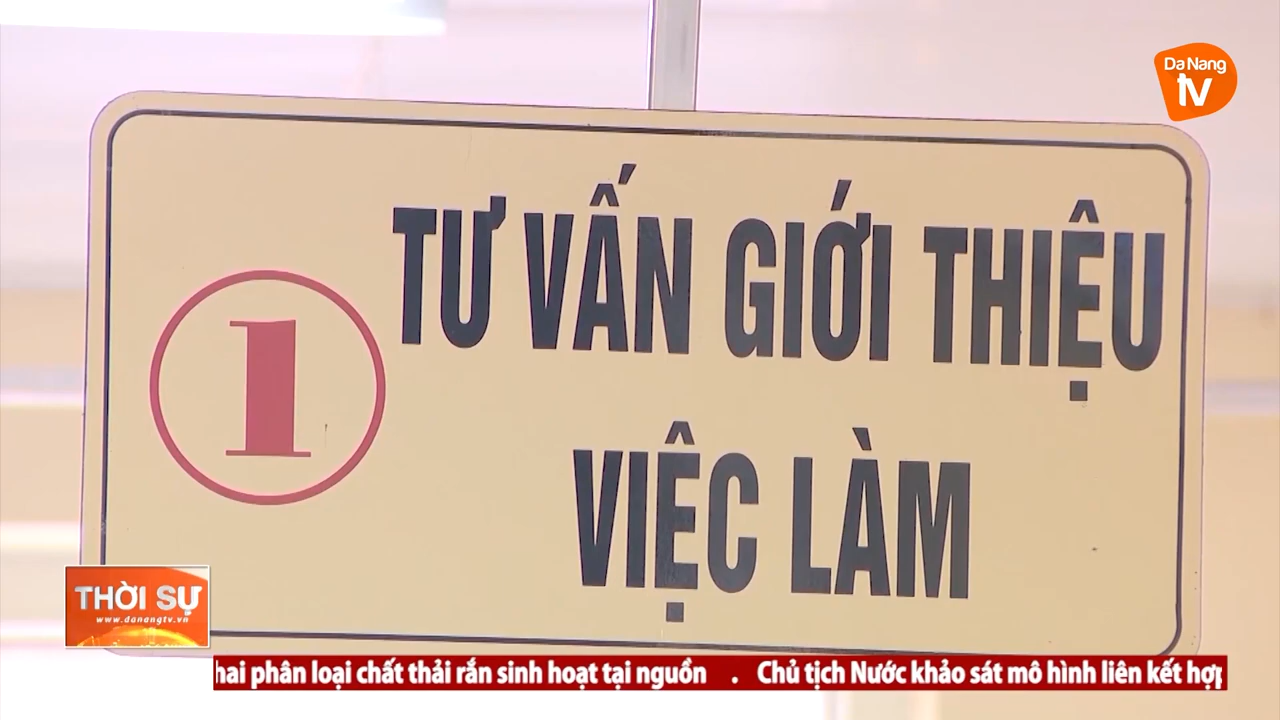 Da Nang
tv
TƯ VẤN GIỚI THIỆU
1
VIỆC LÀM
THỜI SỰ
www.danangtv.vn
hai phân loại chất thải rắn sinh hoạt tại nguồn . Chủ tịch Nước khảo sát mô hình liên kết hợp